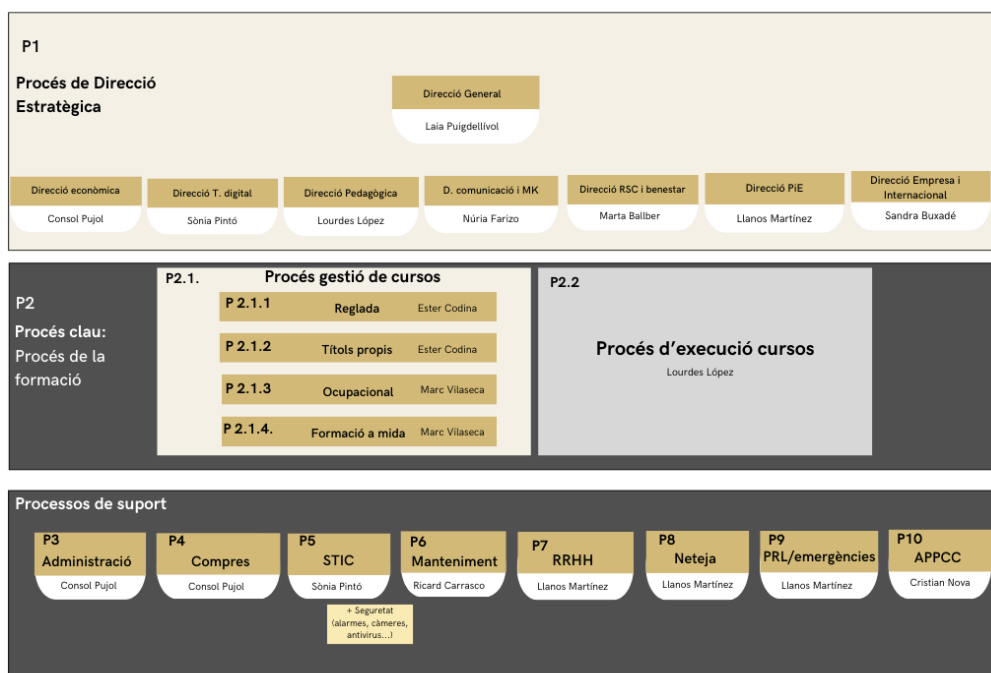 P1
Procés de Direcció
Estratègica
Direcció General
Laia Puigdellívol
Direcció econòmica
Consol Pujol
Direcció T. digital
Sònia Pintó
Direcció Pedagògica
Lourdes López
D. comunicació i MK
Núria Farizo
Direcció RSC i benestar
Marta Ballber
Direcció PiE
Llanos Martínez
Direcció Empresa i
Internacional
Sandra Buxadé
P2
Procés clau:
Procés de la
formació
P2.1.
Procés gestió de cursos
P 2.1.1 Reglada Ester Codina
P 2.1.2 Títols propis Ester Codina
P 2.1.3 Ocupacional Marc Vilaseca
P 2.1.4. Formació a mida Marc Vilaseca
P2.2
Procés d'execució cursos
Lourdes López
Processos de suport
P3
Administració
Consol Pujol
P4
Compres
Consol Pujol
P5
STIC
Sònia Pintó
+ Seguretat
(alarmes, càmeres,
antivirus...)
P6
Manteniment
Ricard Carrasco
P7
RRHH
Llanos Martínez
P8
Neteja
Llanos Martínez
P9
PRL/emergències
Llanos Martínez
P10
APPCC
Cristian Nova